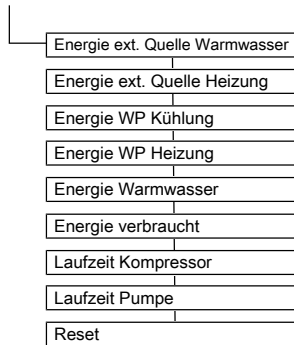 Energie ext. Quelle Warmwasser
Energie ext. Quelle Heizung
Energie WP Kühlung
Energie WP Heizung
Energie Warmwasser
Energie verbraucht
Laufzeit Kompressor
Laufzeit Pumpe
Reset